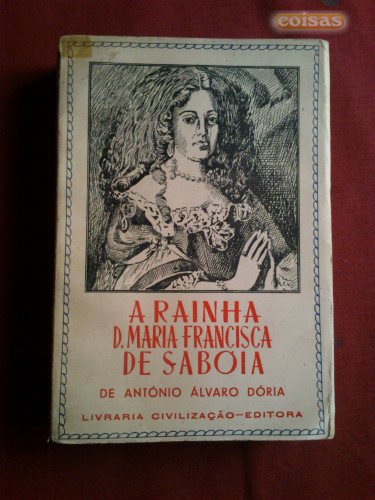 coisas
A RAINHA
D. MARIA FRANCISCA
DE SABÓIA
DE ANTÓNIO ÁLVARO DÓRIA
LIVRARIA CIVILIZAÇÃO—EDITORA